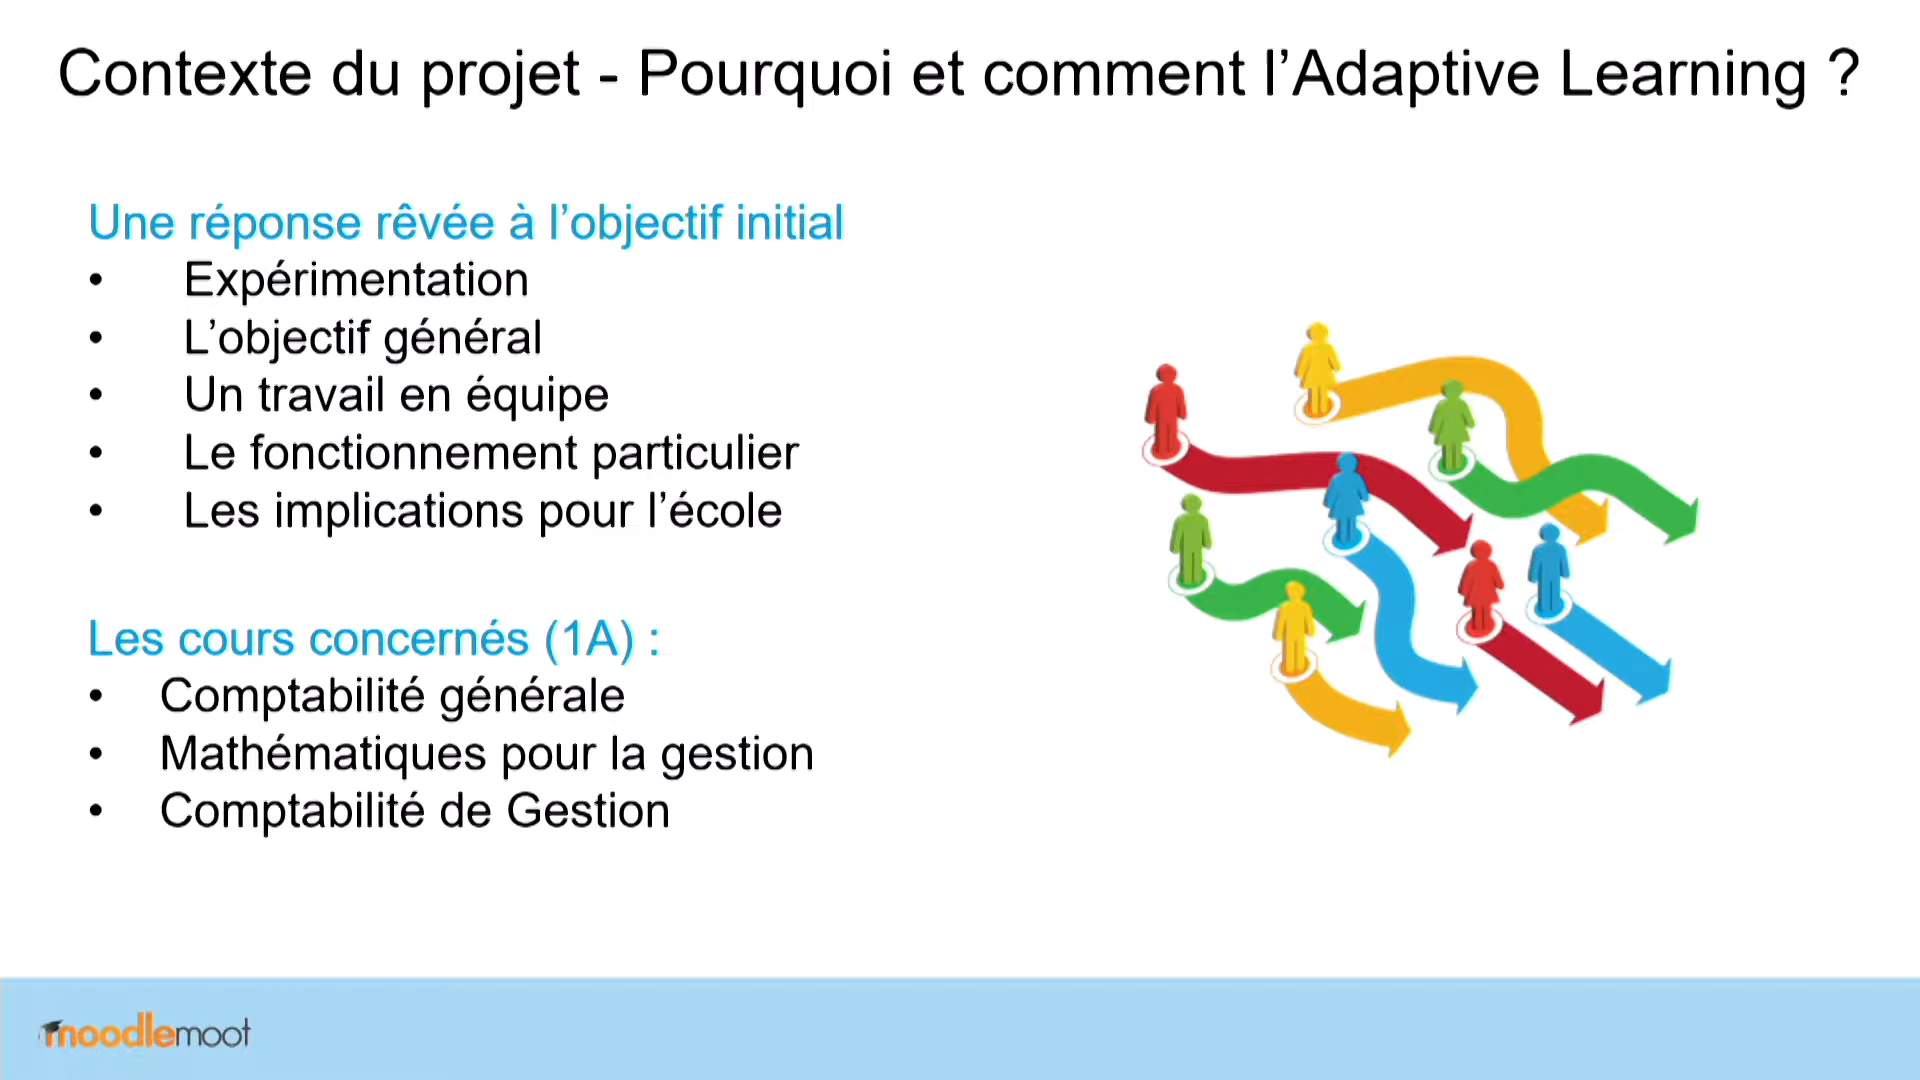 Contexte du projet - Pourquoi et comment l’Adaptive Learning ?
Une réponse rêvée à l’objectif initial
• Expérimentation
• L’objectif général
• Un travail en équipe
• Le fonctionnement particulier
• Les implications pour l’école
Les cours concernés (1A) :
• Comptabilité générale
• Mathématiques pour la gestion
• Comptabilité de Gestion
moodlemoot